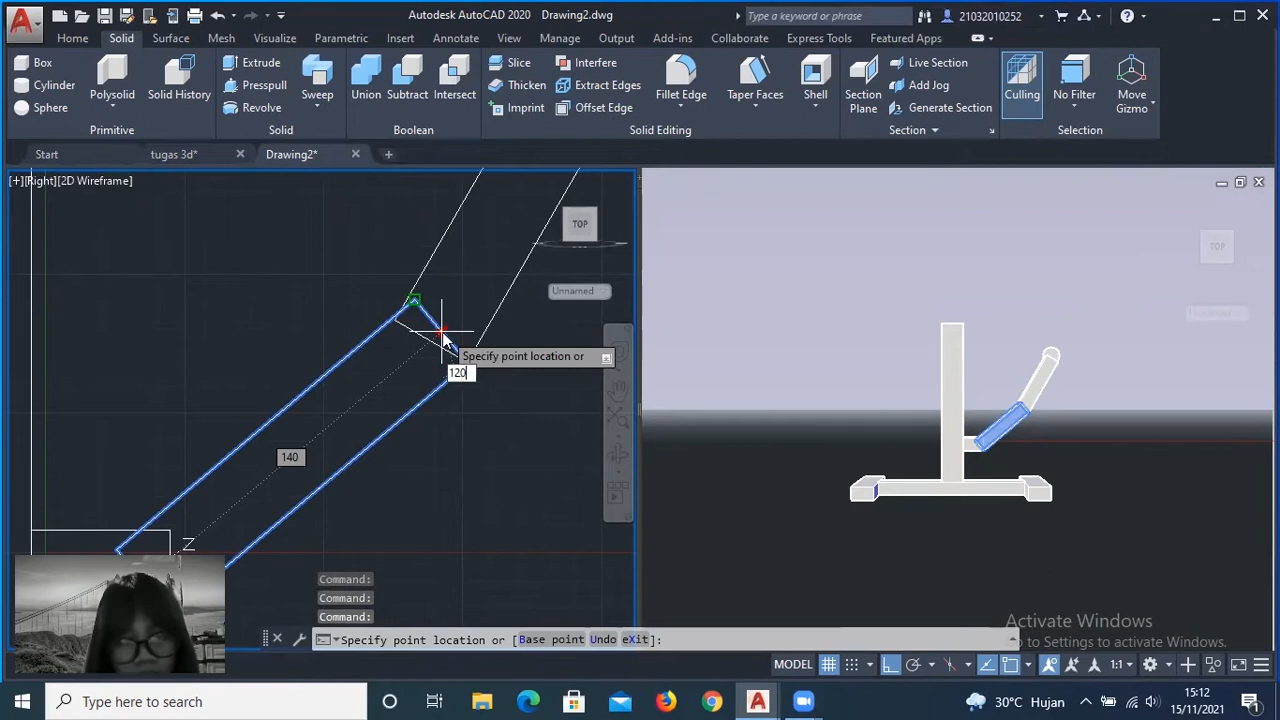 Autodesk AutoCAD 2020 Drawing2.dwg
Type a keyword or phrase
21032010252
Home Solid Surface Mesh Visualize Parametric Insert Annotate View Manage Output Add-ins Collaborate Express Tools Featured Apps
Box
Cylinder
Sphere
Polysolid
Solid History
Primitive
Extrude
Presspull
Revolve
Sweep
Solid
Union Subtract Intersect
Boolean
Slice
Thicken
Imprint
Interfere
Extract Edges
Offset Edge
Fillet Edge
Taper Faces
Shell
Solid Editing
Section
Plane
Live Section
Add Jog
Generate Section
Section
Culling
No Filter
Move
Gizmo
Selection
Start tugas 3d* Drawing2*
[+][Right][2D Wireframe]
TOP
Unnamed
TOP
Specify point location or
120
140
Z
Command:
Command:
Command:
Specify point location or [Base point Undo eXit]:
Activate Windows
o to Settings to activate Windows.
MODEL
1:1
Type here to search
30°C Hujan
15:12
15/11/2021
1